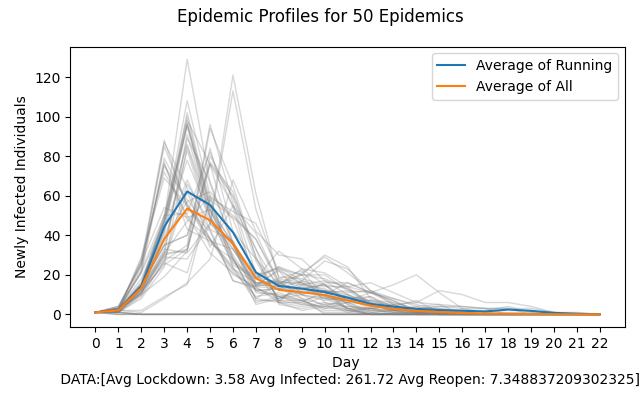 Epidemic Profiles for 50 Epidemics
Average of Running
Average of All
120
100
80
60
40
20
0
Newly Infected Individuals
0 1 2 3 4 5 6 7 8 9 10 11 12 13 14 15 16 17 18 19 20 21 22
Day
DATA:[Avg Lockdown: 3.58 Avg Infected: 261.72 Avg Reopen: 7.348837209302325]